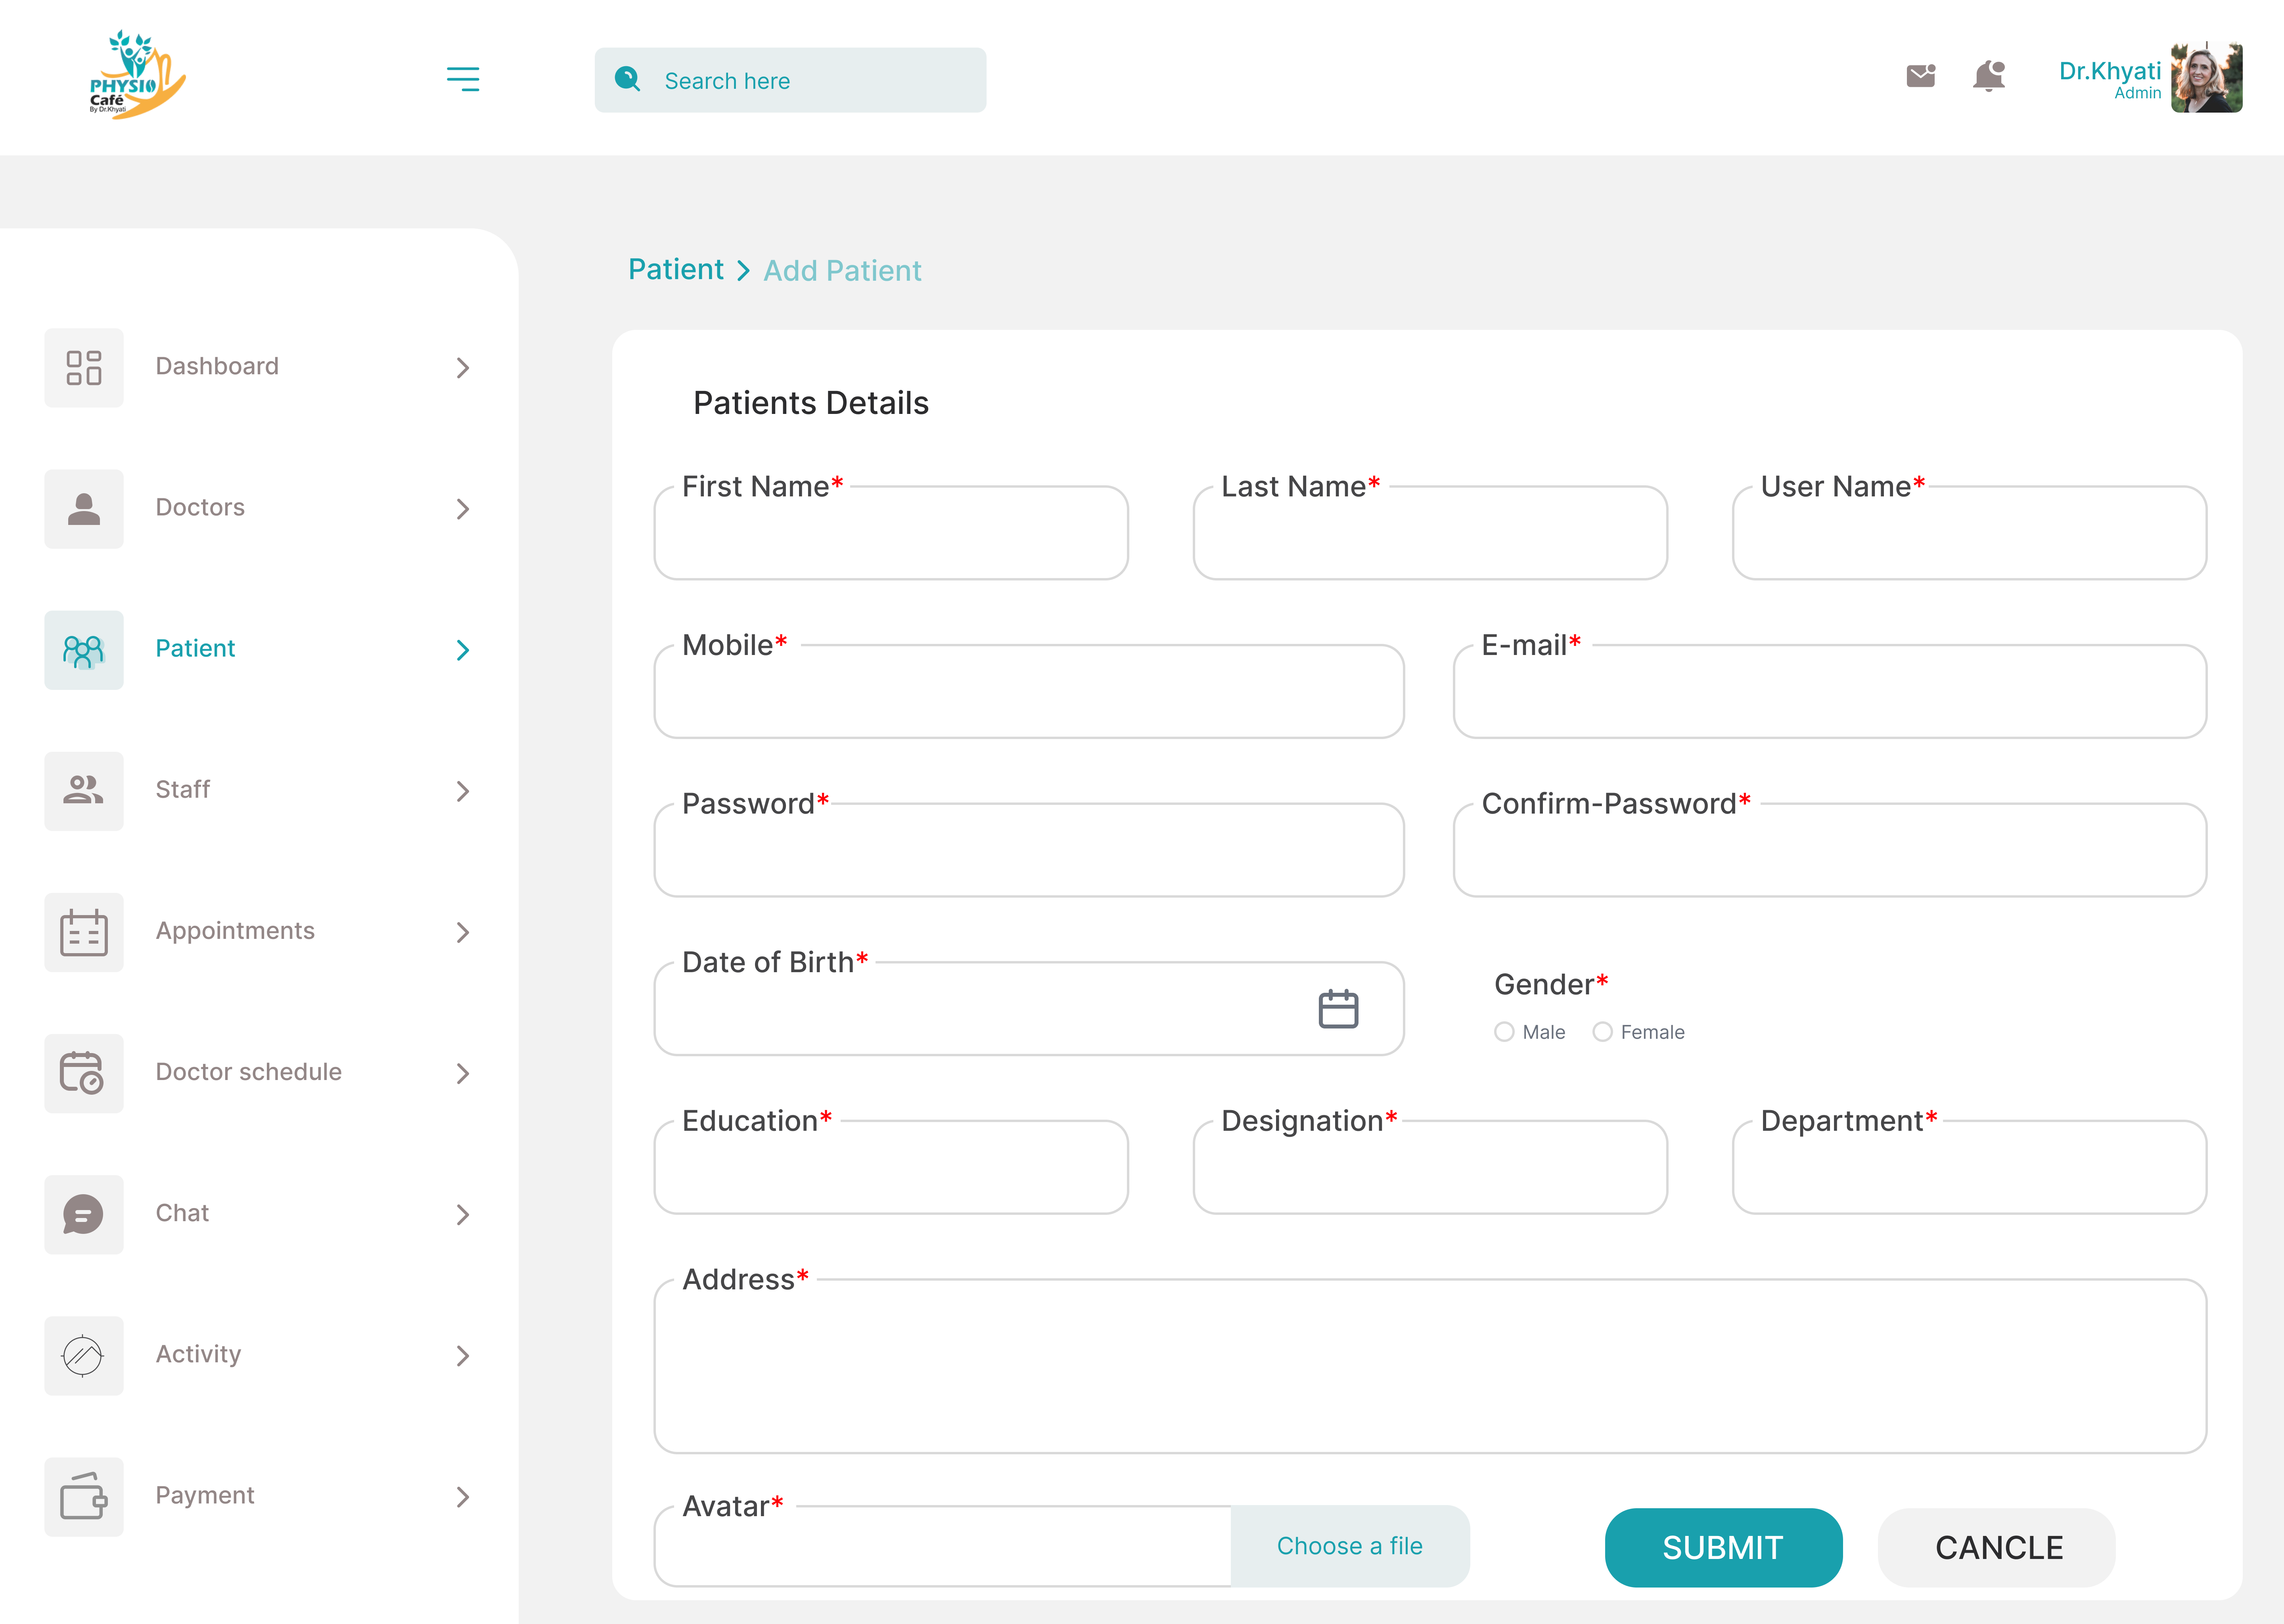 PHYSIO
Café
By Dr.Khyati
Search here
Dr.Khyati
Admin
Patient > Add Patient
Dashboard
Doctors
Patient
Staff
Appointments
Doctor schedule
Chat
Activity
Payment
Patients Details
First Name* Last Name* User Name*
Mobile* E-mail*
Password* Confirm-Password*
Date of Birth* Gender*
Male Female
Education* Designation* Department*
Address*
Avatar*
Choose a file SUBMIT CANCLE